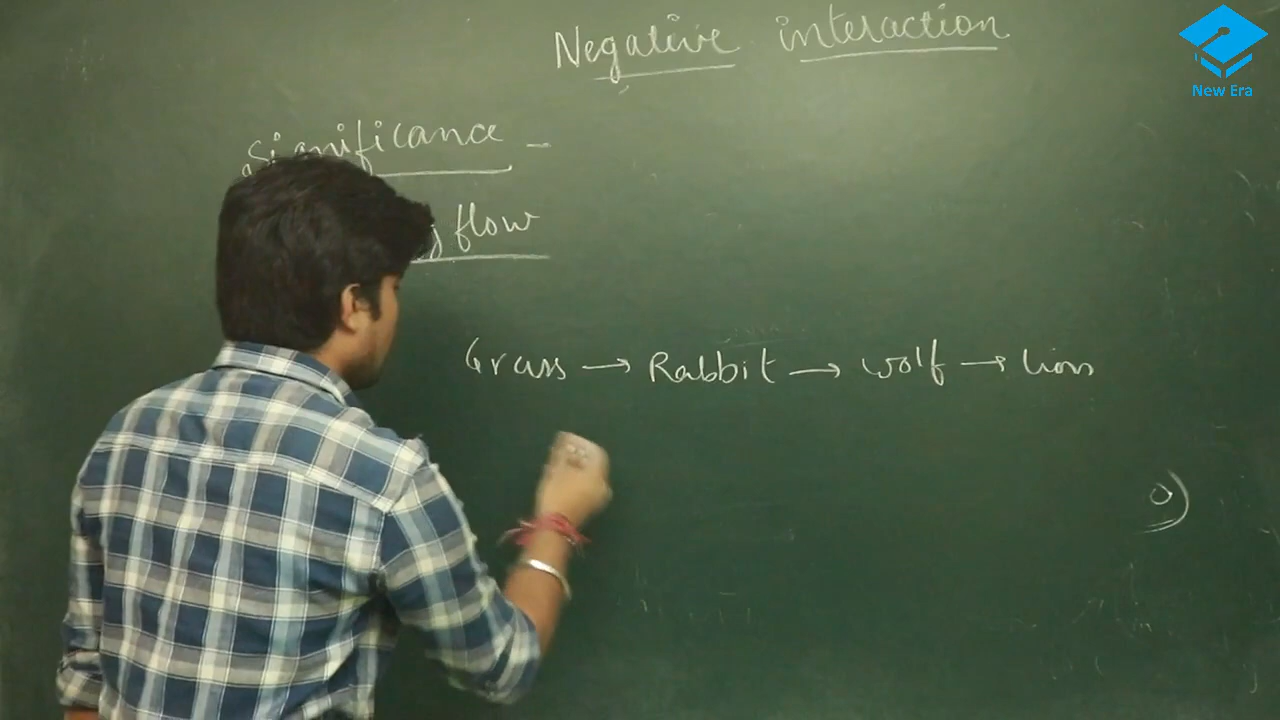 Negative interaction
New Era
Significance -
flow
Grass → Rabbit → wolf → lion